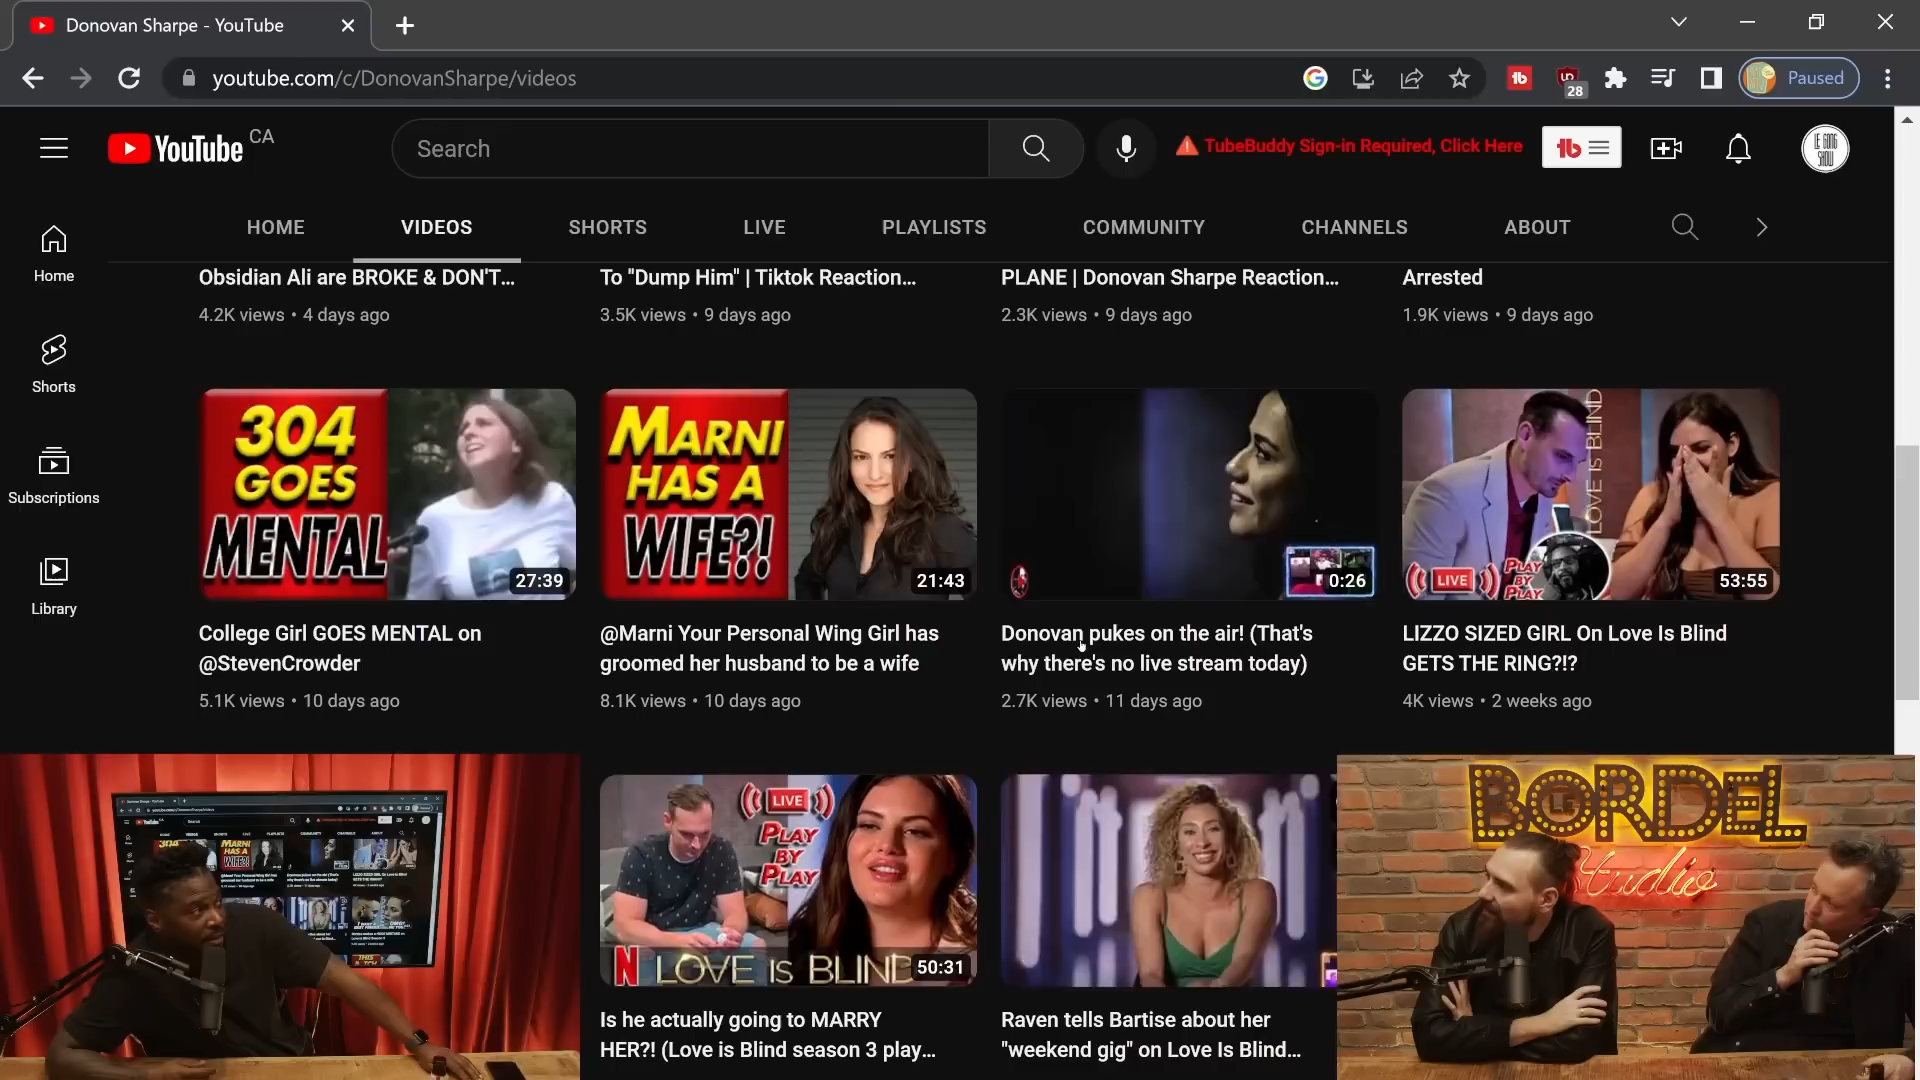 Donovan Sharpe - YouTube
youtube.com/c/DonovanSharpe/videos
28
Paused
YouTube CA
Search
TubeBuddy Sign-in Required, Click Here
tb
LE GONG SHOW
HOME VIDEOS SHORTS LIVE PLAYLISTS COMMUNITY CHANNELS ABOUT
Home
Shorts
Subscriptions
Library
Obsidian Ali are BROKE & DON'T...
4.2K views • 4 days ago
To "Dump Him" | Tiktok Reaction...
3.5K views • 9 days ago
PLANE | Donovan Sharpe Reaction...
2.3K views • 9 days ago
Arrested
1.9K views • 9 days ago
304
GOES
MENTAL
27:39
College Girl GOES MENTAL on
@StevenCrowder
5.1K views • 10 days ago
MARNI
HAS A
WIFE?!
21:43
@Marni Your Personal Wing Girl has
groomed her husband to be a wife
8.1K views • 10 days ago
0:26
Donovan pukes on the air! (That's
why there's no live stream today)
2.7K views • 11 days ago
LOVE IS BLIND
LIVE
PLAY
BY
PLAY
53:55
LIZZO SIZED GIRL On Love Is Blind
GETS THE RING?!?
4K views • 2 weeks ago
LIVE
PLAY
BY
PLAY
N LOVE IS BLIND
50:31
Is he actually going to MARRY
HER?! (Love is Blind season 3 play...
Raven tells Bartise about her
"weekend gig" on Love Is Blind...
LE
BORDEL
Studio